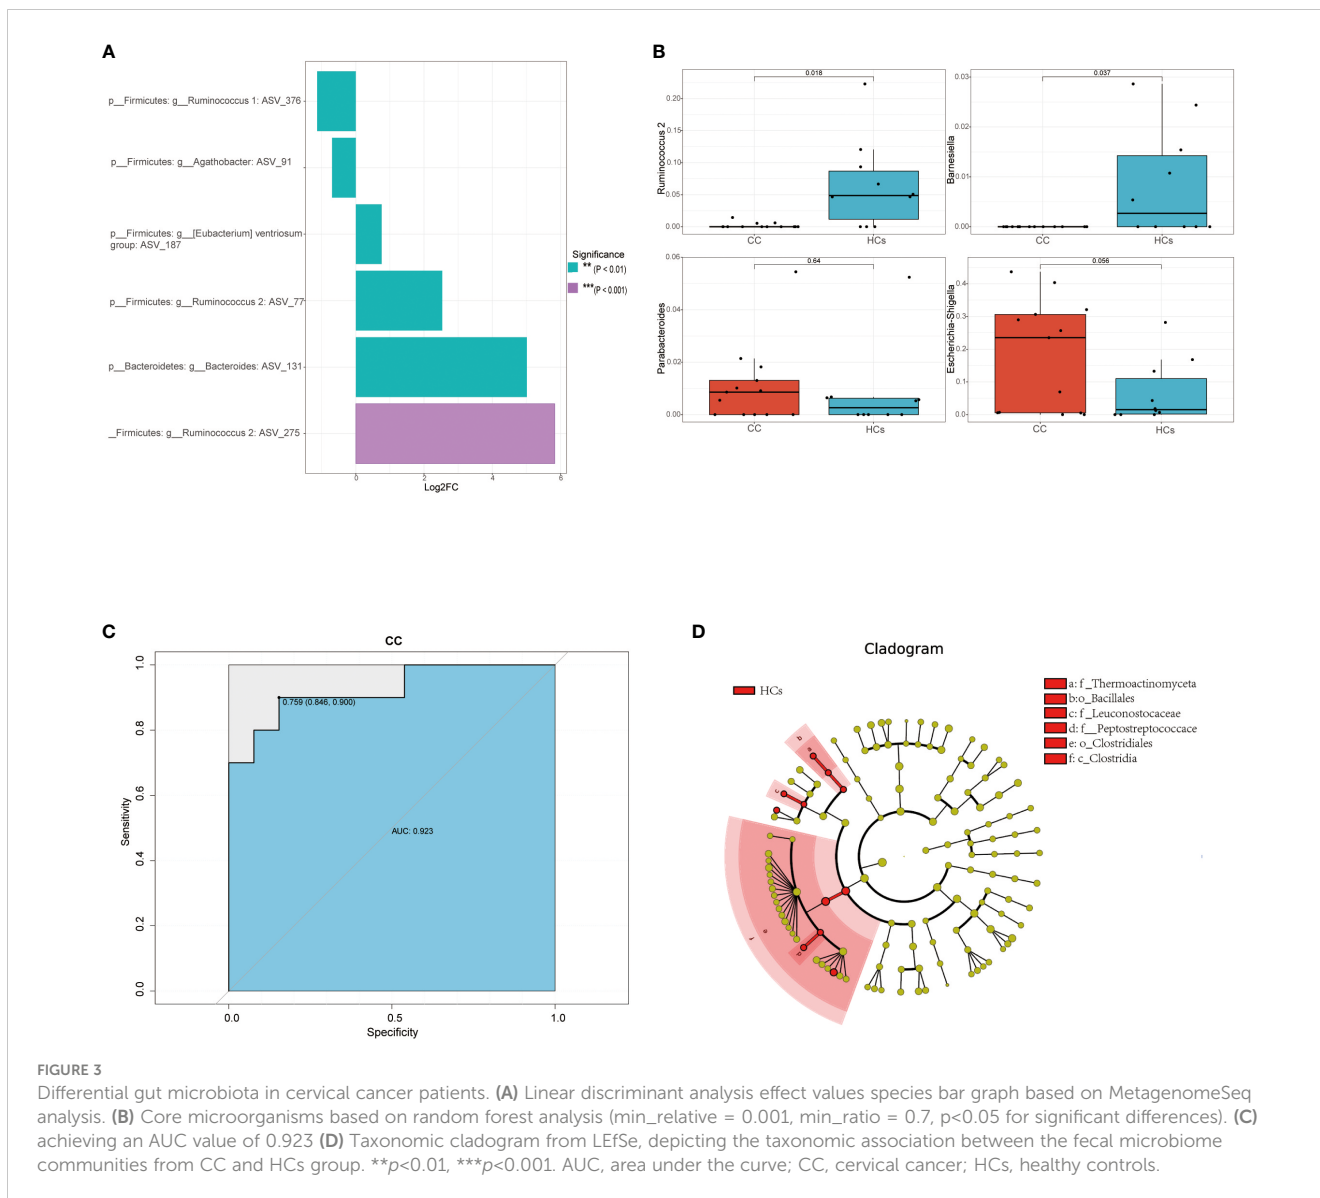 A
p__Firmicutes: g__Ruminococcus 1: ASV_376
p__Firmicutes: g__Agathobacter: ASV_91
p__Firmicutes: g__[Eubacterium] ventriosum
group: ASV_187
p__Firmicutes: g__Ruminococcus 2: ASV_77
p__Bacteroidetes: g__Bacteroides: ASV_131
_Firmicutes: g__Ruminococcus 2: ASV_275
0 2 4 6
Log2FC
Significance
** (P < 0.01)
***(P < 0.001)
B
0.018
Ruminococcus 2
0.20
0.15
0.10
0.05
0.00
CC HCs
0.037
Barnesiella
0.03
0.02
0.01
0.00
CC HCs
0.64
Parabacteroides
0.06
0.04
0.02
0.00
CC HCs
0.056
Escherichia-Shigella
0.4
0.3
0.2
0.1
0.0
CC HCs
C
CC
Sensitivity
1.0
0.8
0.6
0.4
0.2
0.0
0.759 (0.846, 0.900)
AUC: 0.923
0.0 0.5 1.0
Specificity
D
Cladogram
HCs
a: f_Thermoactinomyceta
b:o_Bacillales
c: f_Leuconostocaceae
d: f__Peptostreptococcace
e: o_Clostridiales
f: c_Clostridia
b
a
c
FIGURE 3
Differential gut microbiota in cervical cancer patients. (A) Linear discriminant analysis effect values species bar graph based on MetagenomeSeq
analysis. (B) Core microorganisms based on random forest analysis (min_relative = 0.001, min_ratio = 0.7, p<0.05 for significant differences). (C)
achieving an AUC value of 0.923 (D) Taxonomic cladogram from LEfSe, depicting the taxonomic association between the fecal microbiome
communities from CC and HCs group. **p<0.01, ***p<0.001. AUC, area under the curve; CC, cervical cancer; HCs, healthy controls.